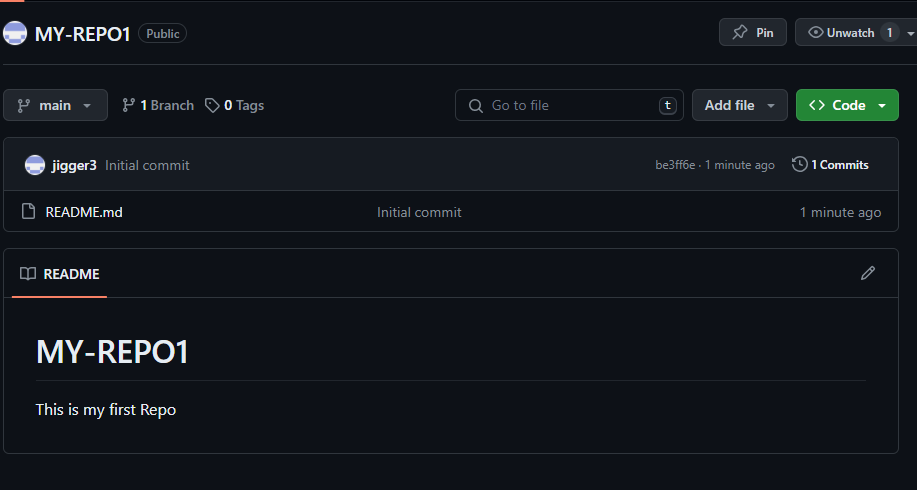 MY-REPO1 Public Pin Unwatch 1
main 1 Branch 0 Tags Go to file t Add file Code
jigger3 Initial commit be3ff6e · 1 minute ago 1 Commits
README.md Initial commit 1 minute ago
README
MY-REPO1
This is my first Repo